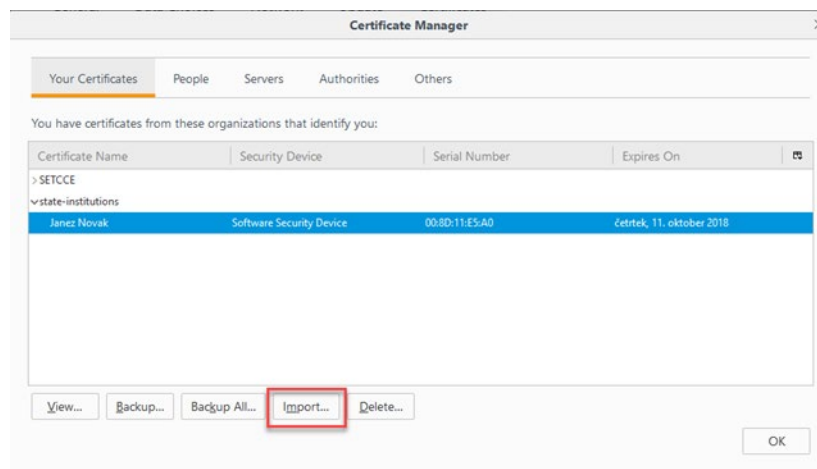 Certificate Manager
Your Certificates People Servers Authorities Others
You have certificates from these organizations that identify you:
Certificate Name Security Device Serial Number Expires On
SETCCE
state-institutions
Janez Novak Software Security Device 00:8D:11:E5:A0 četrtek, 11. oktober 2018
View... Backup... Backup All... Import... Delete...
OK